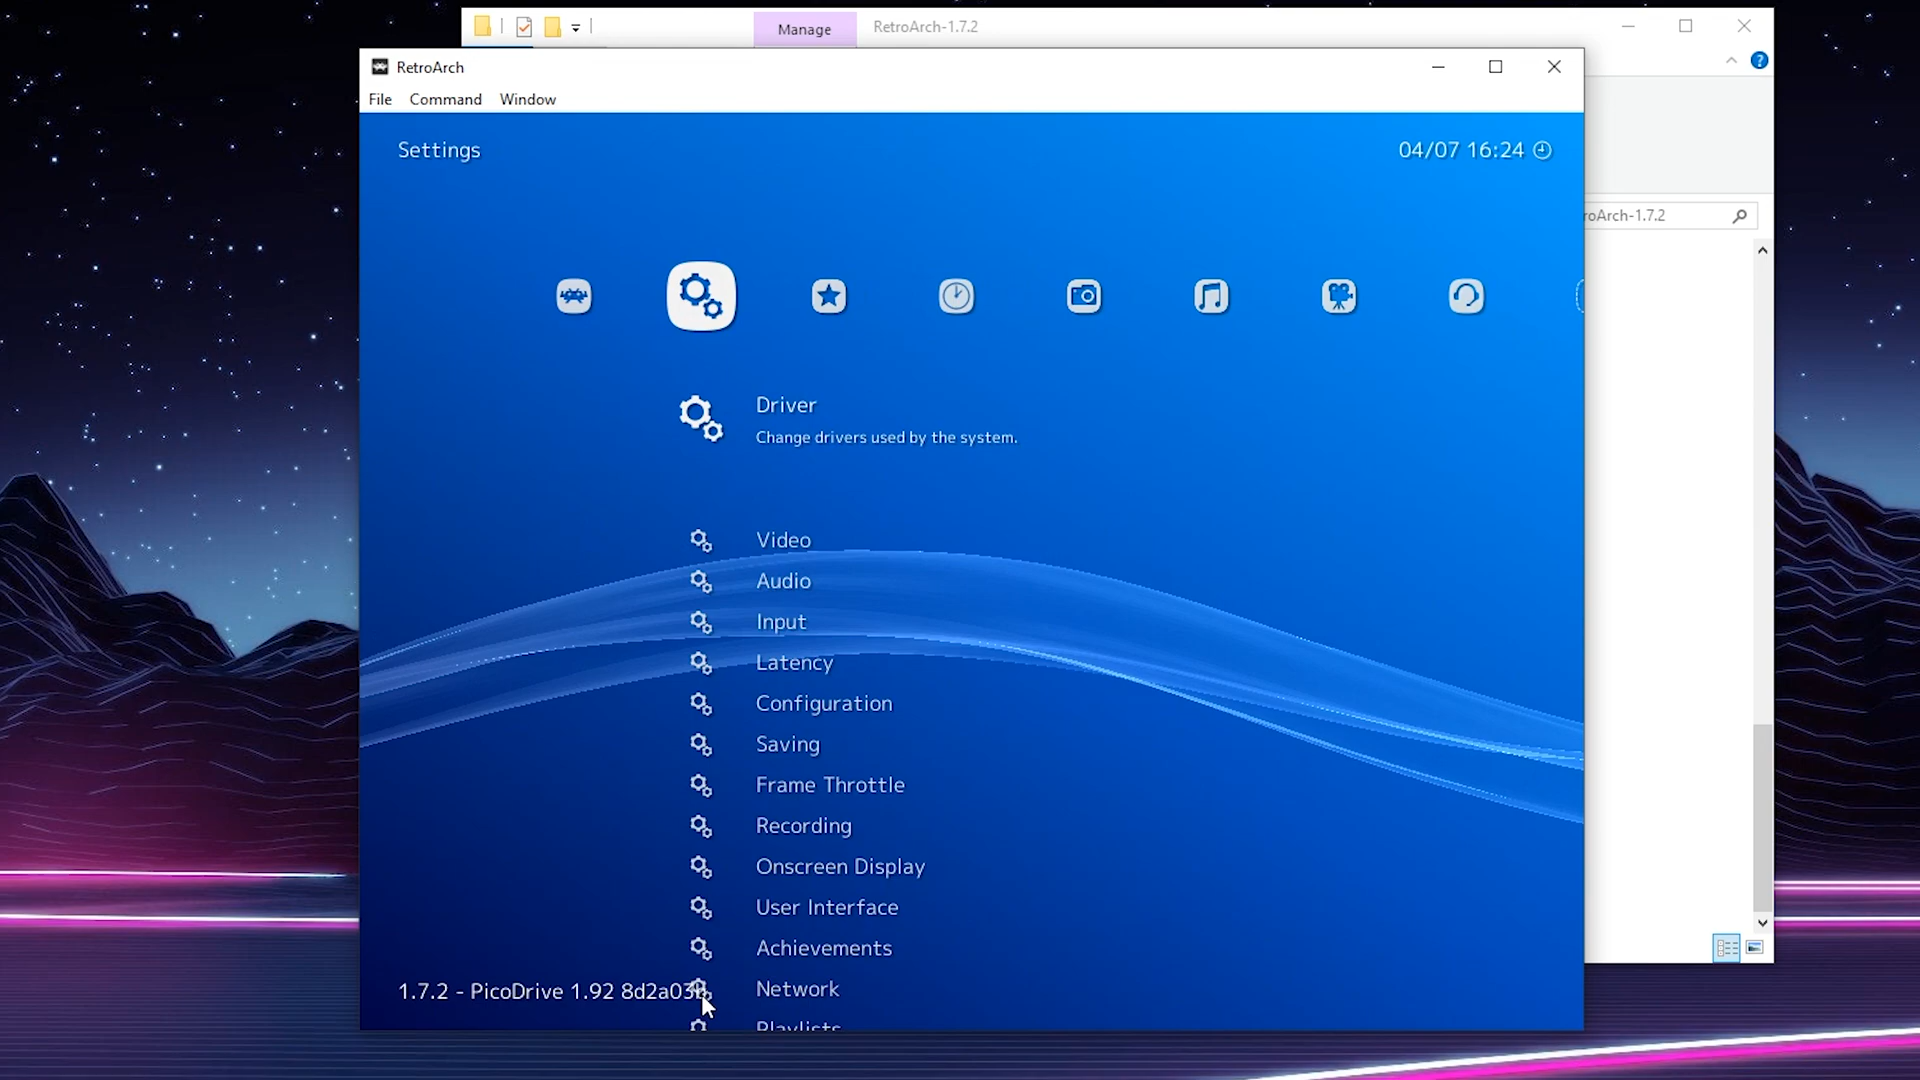 Manage
RetroArch-1.7.2
RetroArch
File Command Window
Settings
04/07 16:24
roArch-1.7.2
Driver
Change drivers used by the system.
Video
Audio
Input
Latency
Configuration
Saving
Frame Throttle
Recording
Onscreen Display
User Interface
Achievements
Network
1.7.2 - PicoDrive 1.92
Playlists